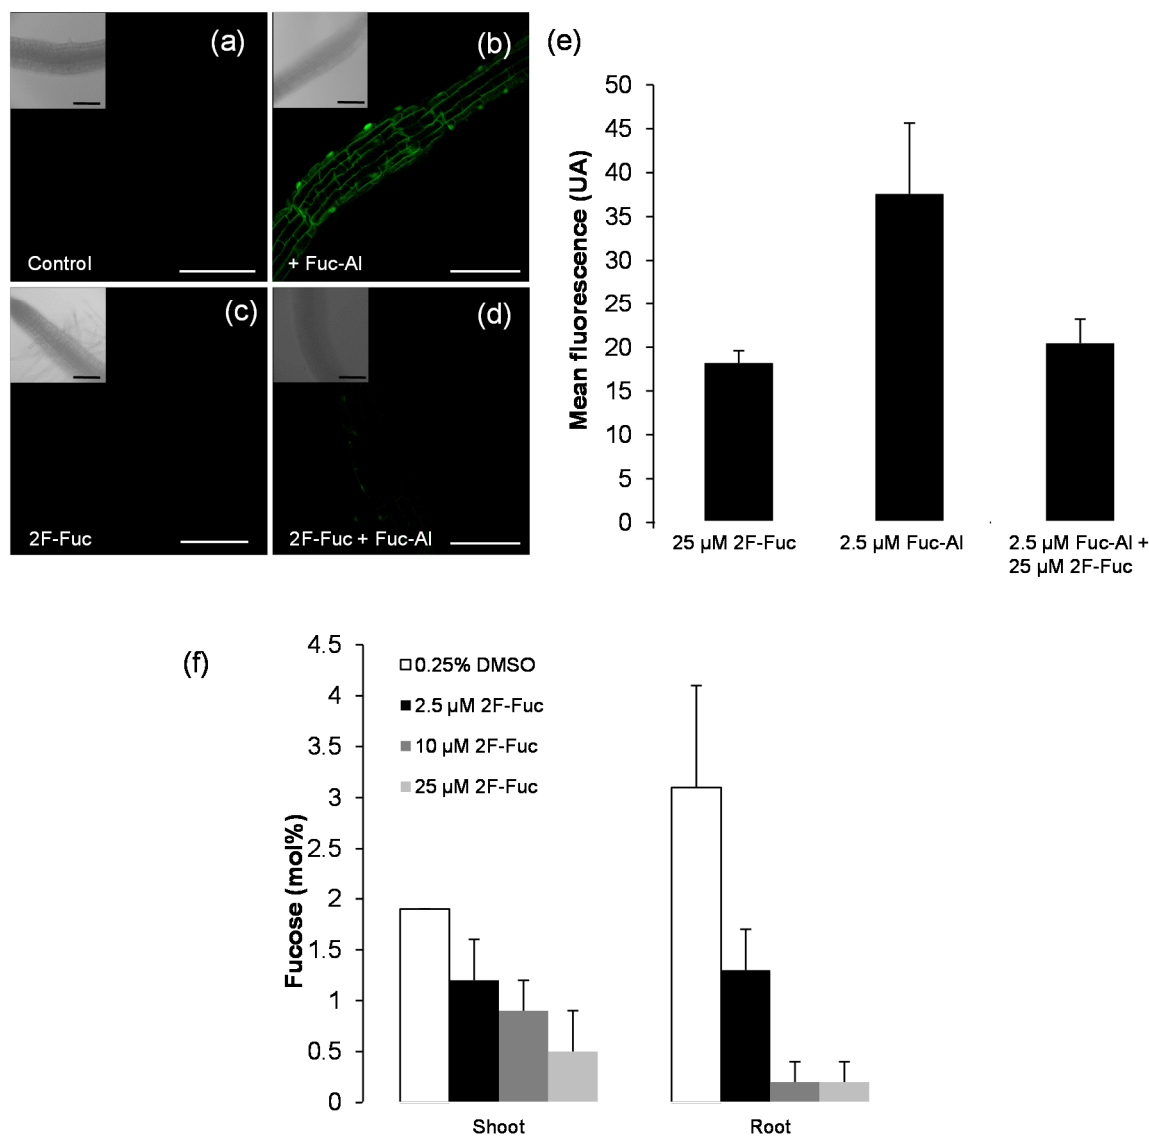 (a)
Control
(b)
+ Fuc-Al
(c)
2F-Fuc
(d)
2F-Fuc + Fuc-Al
(e)
Mean fluorescence (UA)
50
45
40
35
30
25
20
15
10
5
0
25 µM 2F-Fuc
2.5 µM Fuc-Al
2.5 µM Fuc-Al +
25 µM 2F-Fuc
(f)
Fucose (mol%)
4.5
4
3.5
3
2.5
2
1.5
1
0.5
0
0.25% DMSO
2.5 µM 2F-Fuc
10 µM 2F-Fuc
25 µM 2F-Fuc
Shoot
Root